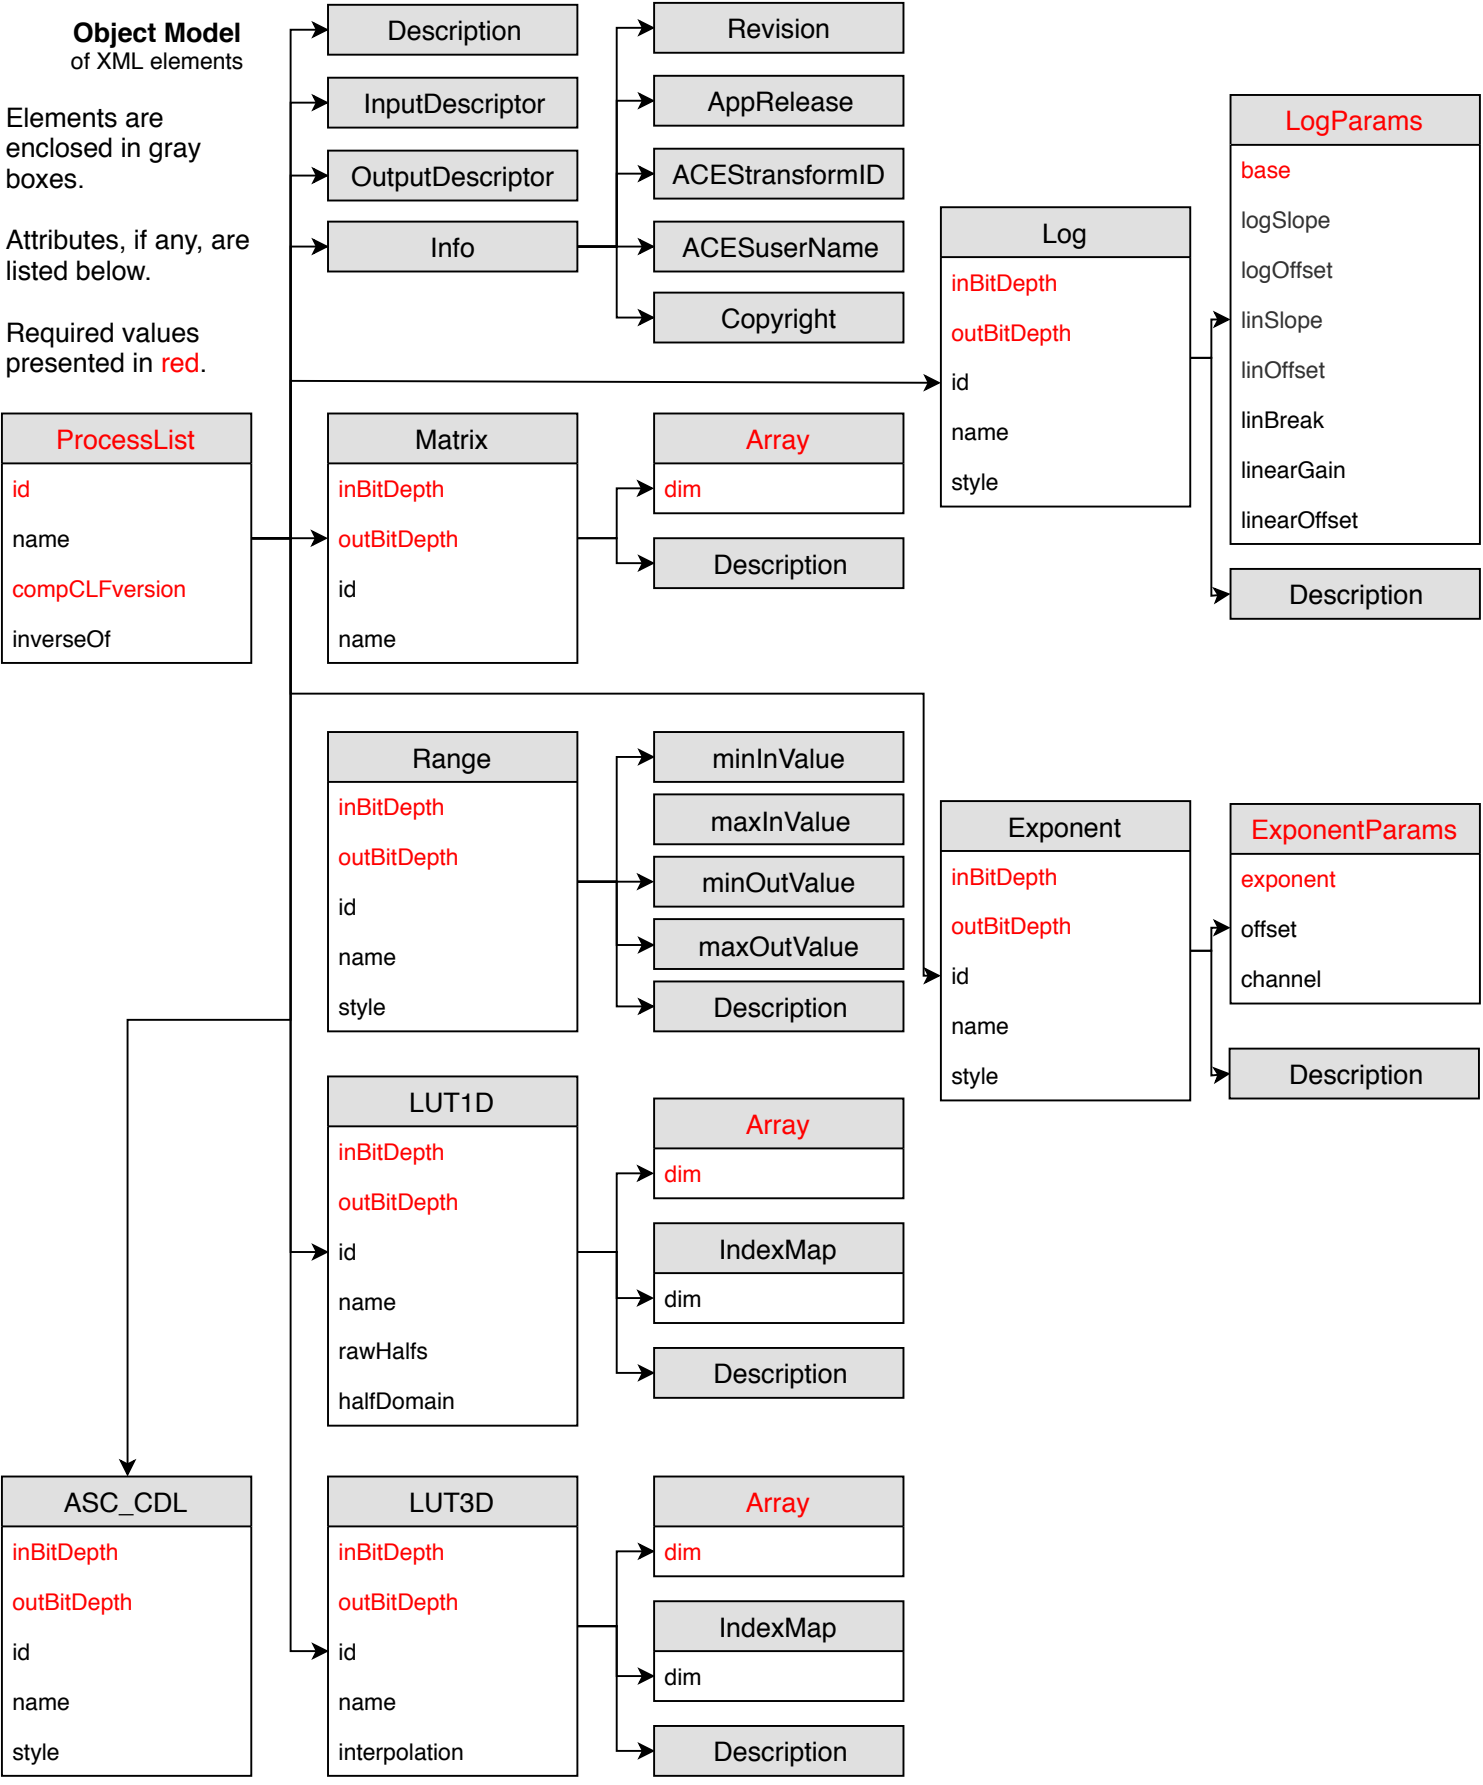 Object Model
of XML elements
Elements are
enclosed in gray
boxes.
Attributes, if any, are
listed below.
Required values
presented in red.
Description
InputDescriptor
OutputDescriptor
Info
Revision
AppRelease
ACEStransformID
ACESuserName
Copyright
Log
inBitDepth
outBitDepth
id
name
style
LogParams
base
logSlope
logOffset
linSlope
linOffset
linBreak
linearGain
linearOffset
Description
ProcessList
id
name
compCLFversion
inverseOf
Matrix
inBitDepth
outBitDepth
id
name
Array
dim
Description
Range
inBitDepth
outBitDepth
id
name
style
minInValue
maxInValue
minOutValue
maxOutValue
Description
Exponent
inBitDepth
outBitDepth
id
name
style
ExponentParams
exponent
offset
channel
Description
LUT1D
inBitDepth
outBitDepth
id
name
rawHalfs
halfDomain
Array
dim
IndexMap
dim
Description
ASC_CDL
inBitDepth
outBitDepth
id
name
style
LUT3D
inBitDepth
outBitDepth
id
name
interpolation
Array
dim
IndexMap
dim
Description